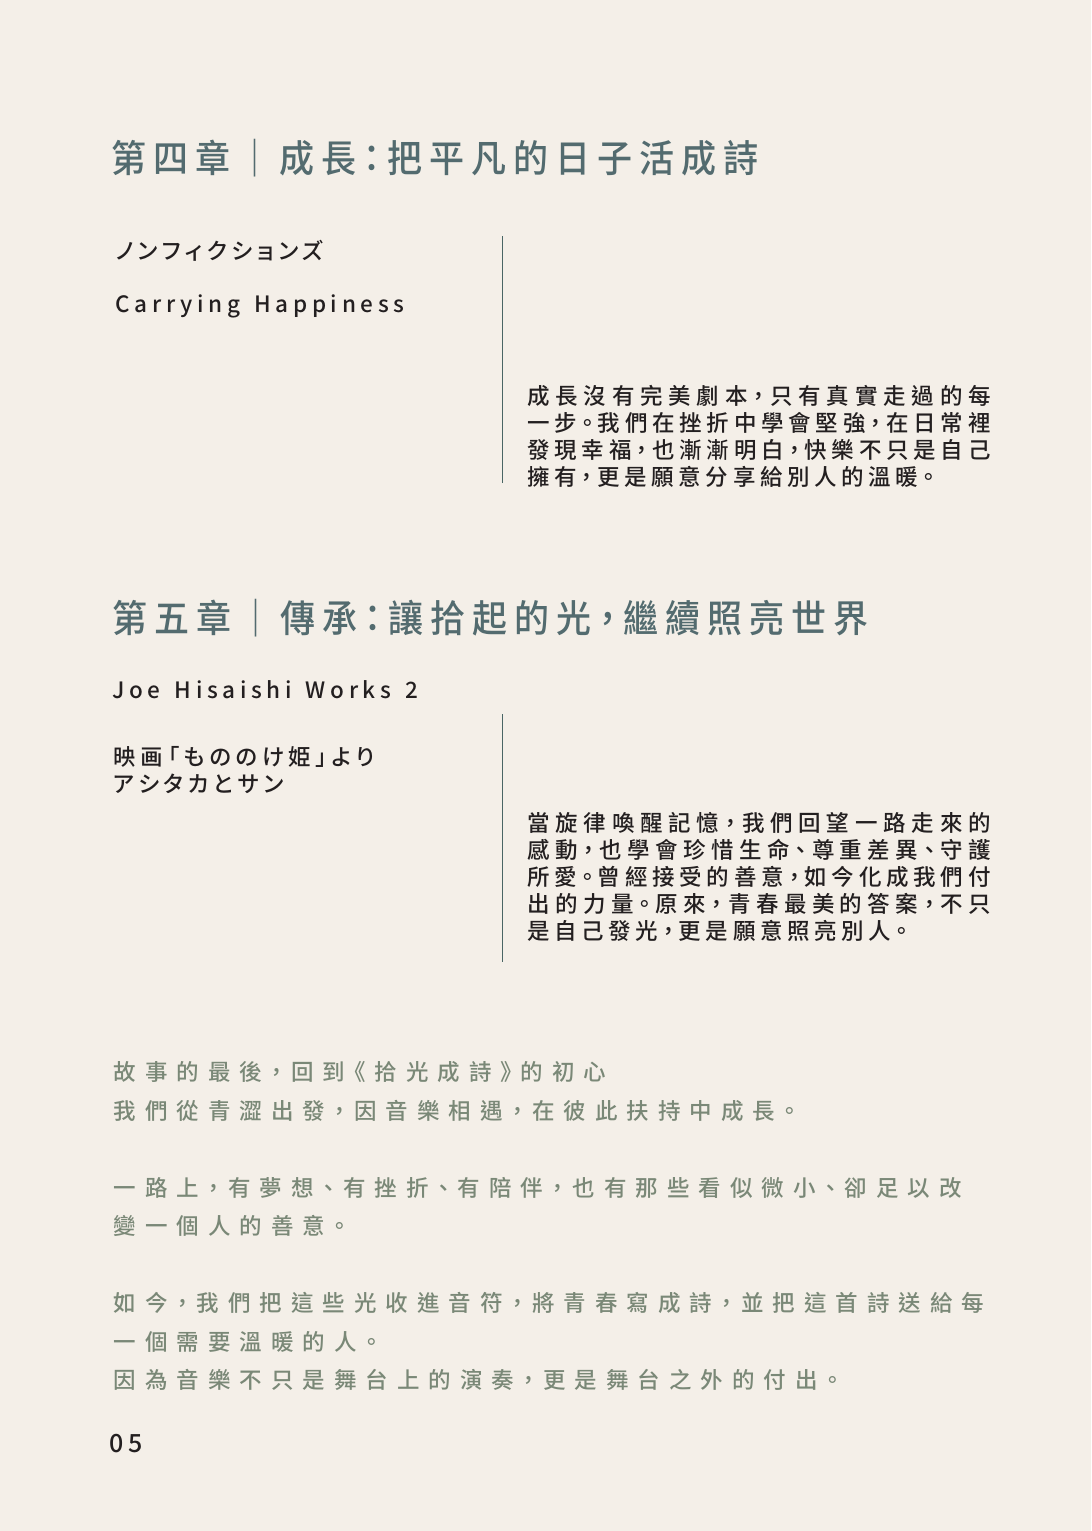 第四章｜成長：把平凡的日子活成詩
ノンフィクションズ
Carrying Happiness
成長沒有完美劇本，只有真實走過的每
一步。我們在挫折中學會堅強，在日常裡
發現幸福，也漸漸明白，快樂不只是自己
擁有，更是願意分享給別人的溫暖。
第五章｜傳承：讓拾起的光，繼續照亮世界
Joe Hisaishi Works 2
映画「もののけ姫」より
アシタカとサン
當旋律喚醒記憶，我們回望一路走來的
感動，也學會珍惜生命、尊重差異、守護
所愛。曾經接受的善意，如今化成我們付
出的力量。原來，青春最美的答案，不只
是自己發光，更是願意照亮別人。
故事的最後，回到《拾光成詩》的初心
我們從青澀出發，因音樂相遇，在彼此扶持中成長。
一路上，有夢想、有挫折、有陪伴，也有那些看似微小、卻足以改
變一個人的善意。
如今，我們把這些光收進音符，將青春寫成詩，並把這首詩送給每
一個需要溫暖的人。
因為音樂不只是舞台上的演奏，更是舞台之外的付出。
05